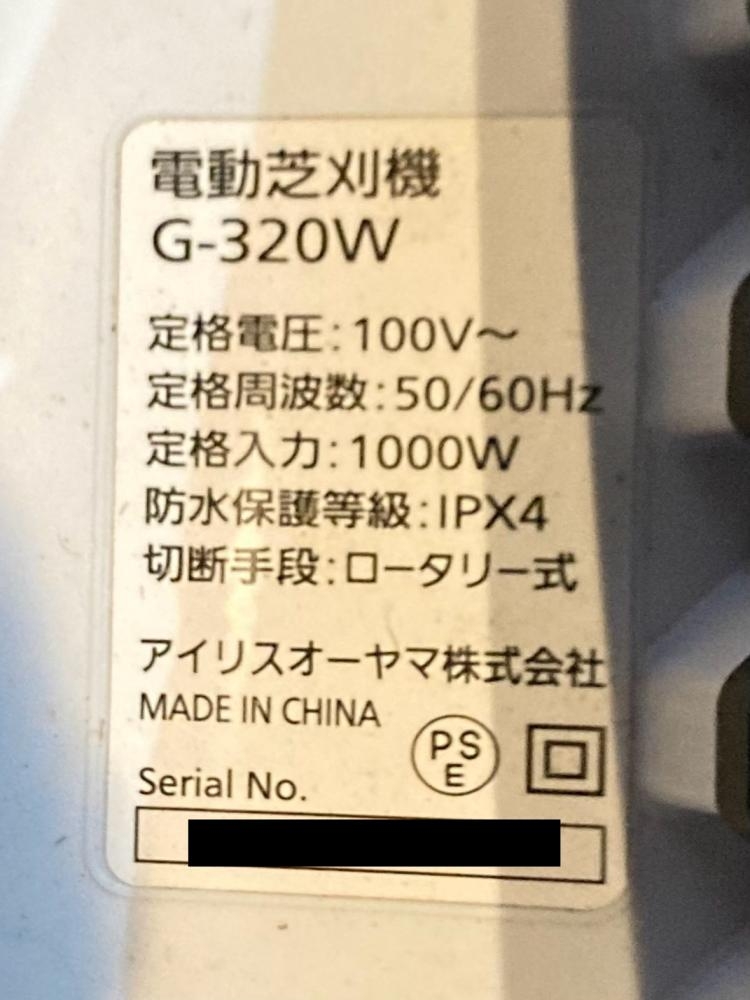 電動芝刈機
G-320W
定格電圧:100V～
定格周波数:50/60Hz
定格入力:1000W
防水保護等級:IPX4
切断手段:ロータリー式
アイリスオーヤマ株式会社
MADE IN CHINA
PS
E
Serial No.